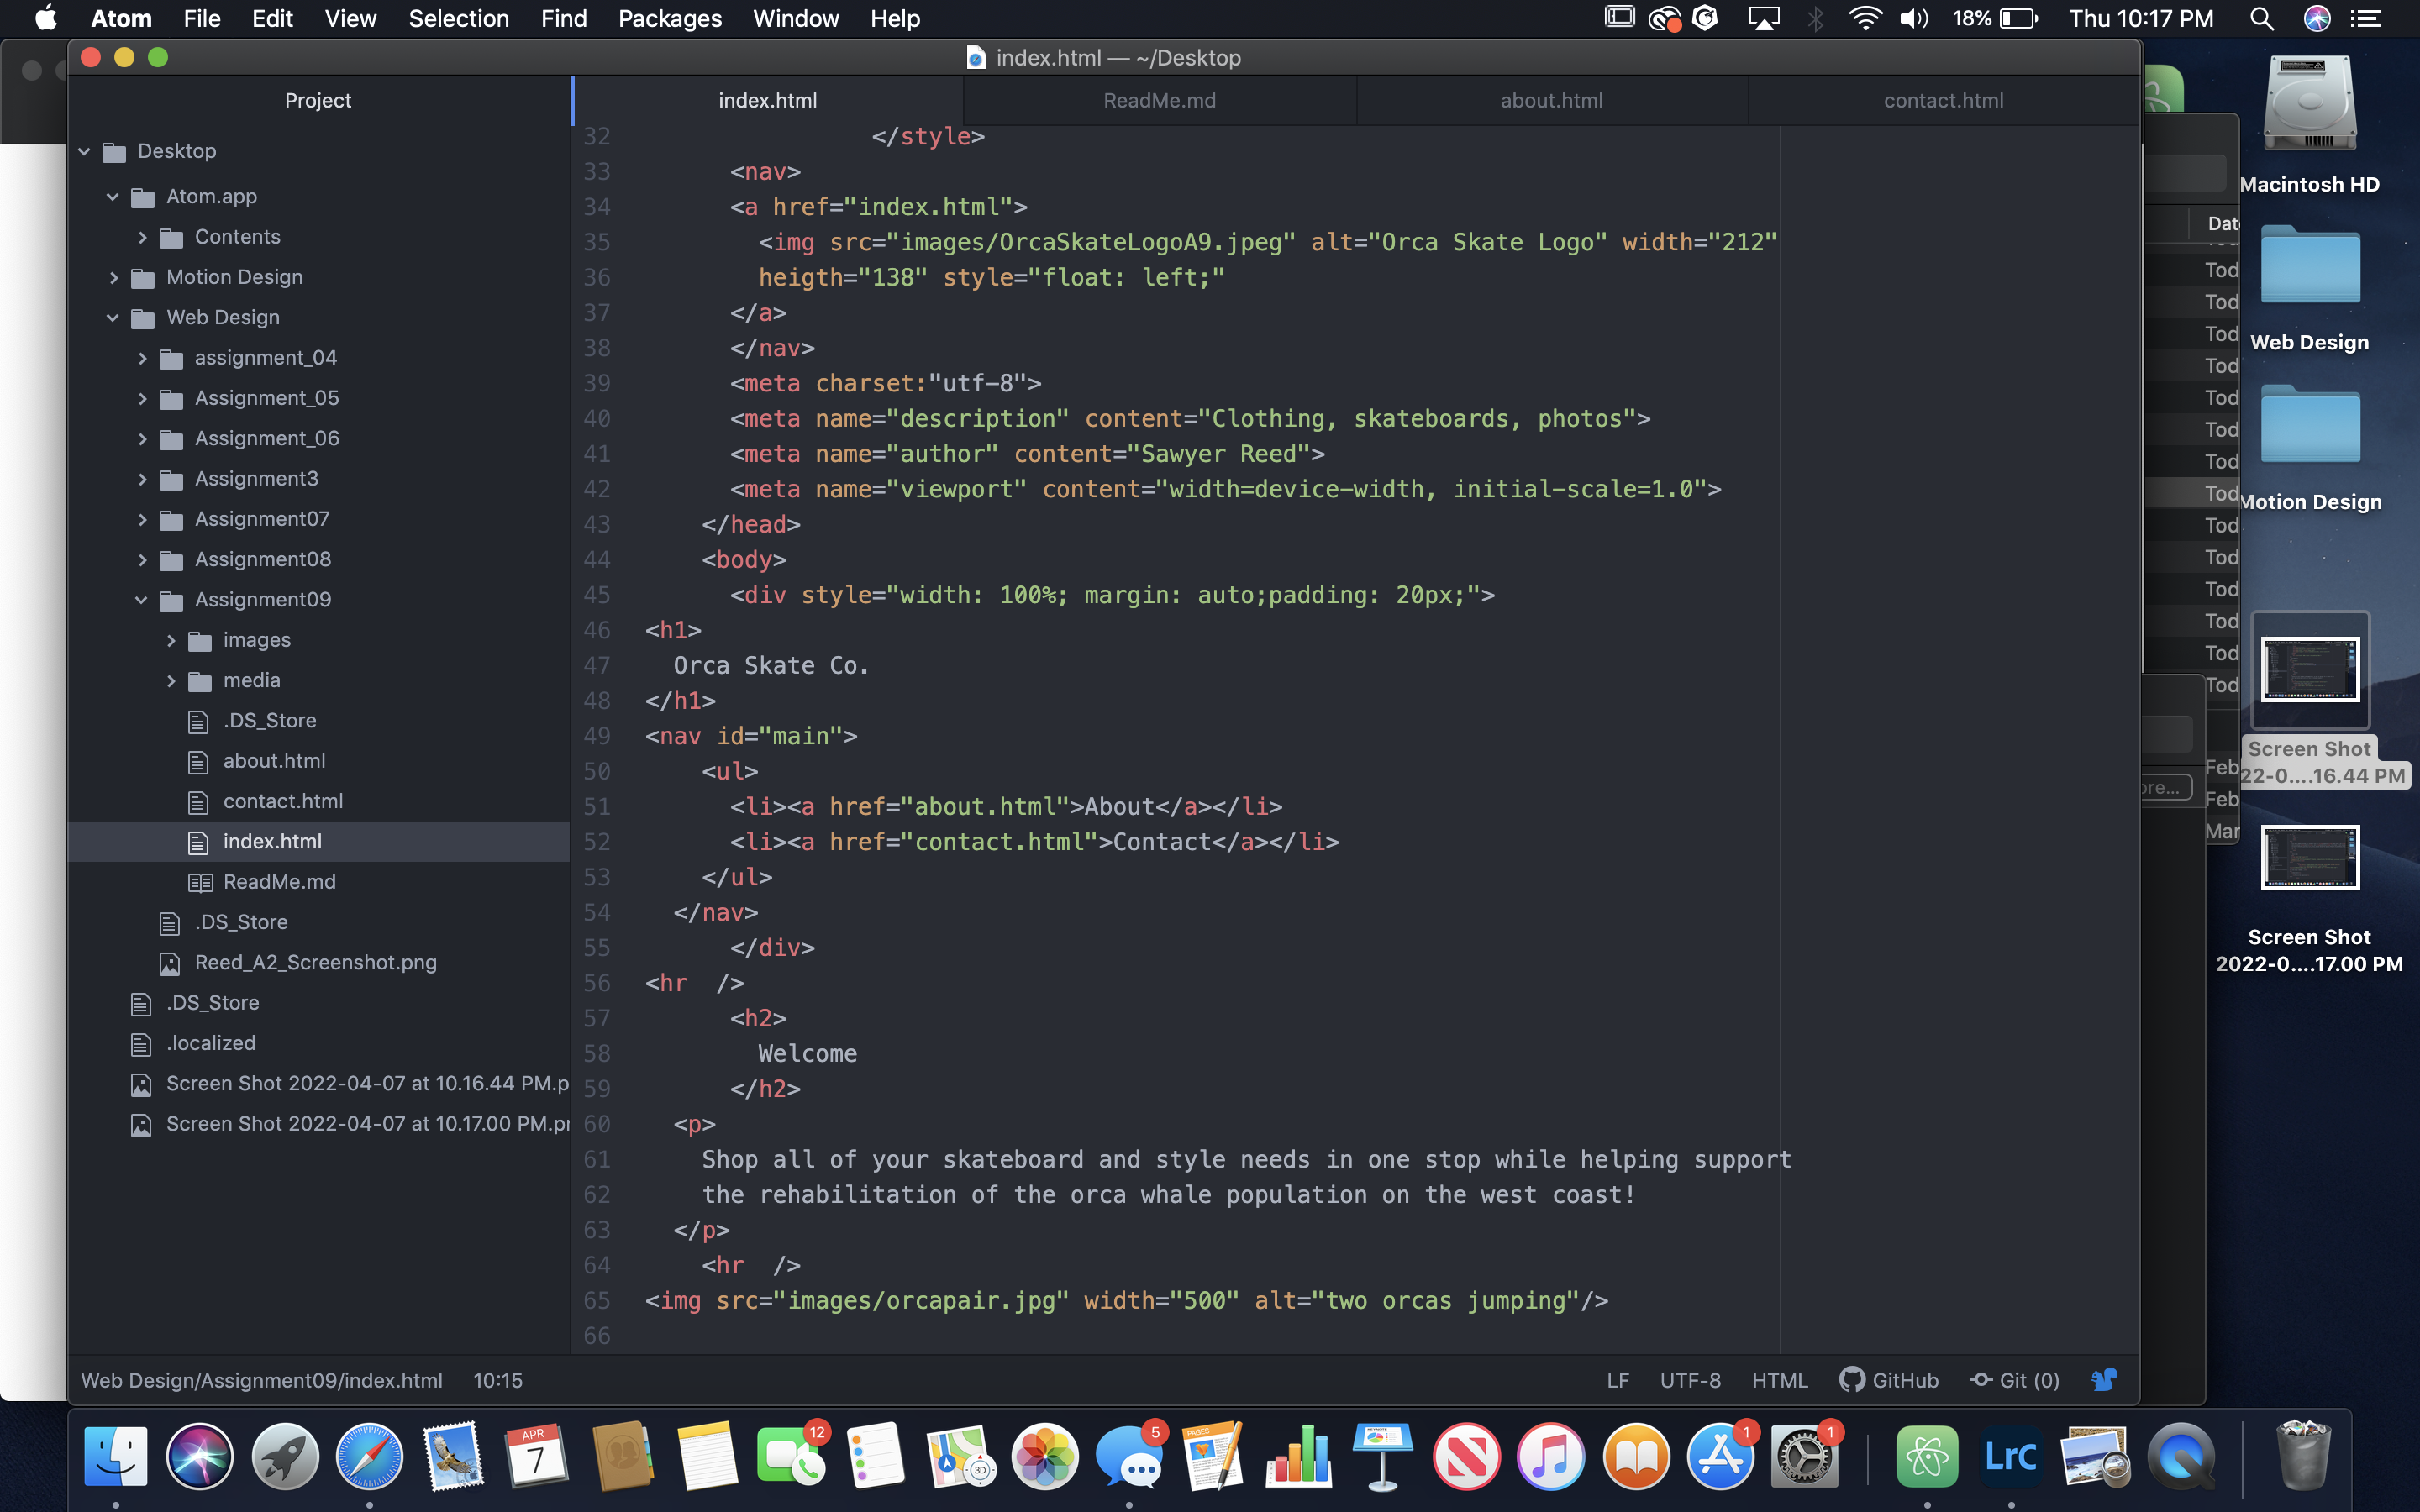 Atom File Edit View Selection Find Packages Window Help 18% Thu 10:17 PM
index.html — ~/Desktop
Project
index.html ReadMe.md about.html contact.html
Desktop
Atom.app
Contents
Motion Design
Web Design
assignment_04
Assignment_05
Assignment_06
Assignment3
Assignment07
Assignment08
Assignment09
images
media
.DS_Store
about.html
contact.html
index.html
ReadMe.md
.DS_Store
Reed_A2_Screenshot.png
.DS_Store
.localized
Screen Shot 2022-04-07 at 10.16.44 PM.p
Screen Shot 2022-04-07 at 10.17.00 PM.pr
32 </style>
33 <nav>
34 <a href="index.html">
35 <img src="images/OrcaSkateLogoA9.jpeg" alt="Orca Skate Logo" width="212"
36 heigth="138" style="float: left;"
37 </a>
38 </nav>
39 <meta charset:"utf-8">
40 <meta name="description" content="Clothing, skateboards, photos">
41 <meta name="author" content="Sawyer Reed">
42 <meta name="viewport" content="width=device-width, initial-scale=1.0">
43 </head>
44 <body>
45 <div style="width: 100%; margin: auto;padding: 20px;">
46 <h1>
47 Orca Skate Co.
48 </h1>
49 <nav id="main">
50 <ul>
51 <li><a href="about.html">About</a></li>
52 <li><a href="contact.html">Contact</a></li>
53 </ul>
54 </nav>
55 </div>
56 <hr  />
57 <h2>
58 Welcome
59 </h2>
60 <p>
61 Shop all of your skateboard and style needs in one stop while helping support
62 the rehabilitation of the orca whale population on the west coast!
63 </p>
64 <hr  />
65 <img src="images/orcapair.jpg" width="500" alt="two orcas jumping"/>
66
Web Design/Assignment09/index.html 10:15 LF UTF-8 HTML GitHub Git (0)
Dat
Tod
Tod
Tod
Tod
Tod
Tod
Tod
Tod
Tod
Tod
Tod
Tod
Tod
Tod
Feb
ore...
Feb
Mar
Macintosh HD
Web Design
Motion Design
Screen Shot
22-0....16.44 PM
Screen Shot
2022-0....17.00 PM
APR
7
12
3D
5
PAGES
1
1
LrC